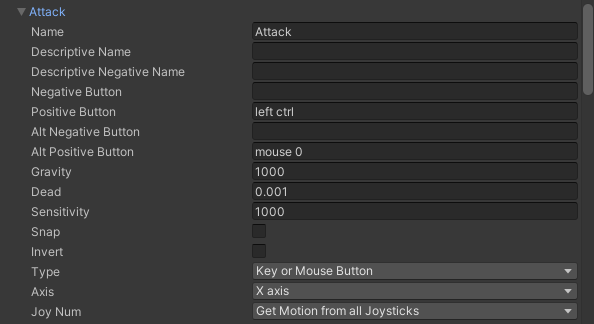 Attack
Name Attack
Descriptive Name
Descriptive Negative Name
Negative Button
Positive Button left ctrl
Alt Negative Button
Alt Positive Button mouse 0
Gravity 1000
Dead 0.001
Sensitivity 1000
Snap
Invert
Type Key or Mouse Button
Axis X axis
Joy Num Get Motion from all Joysticks